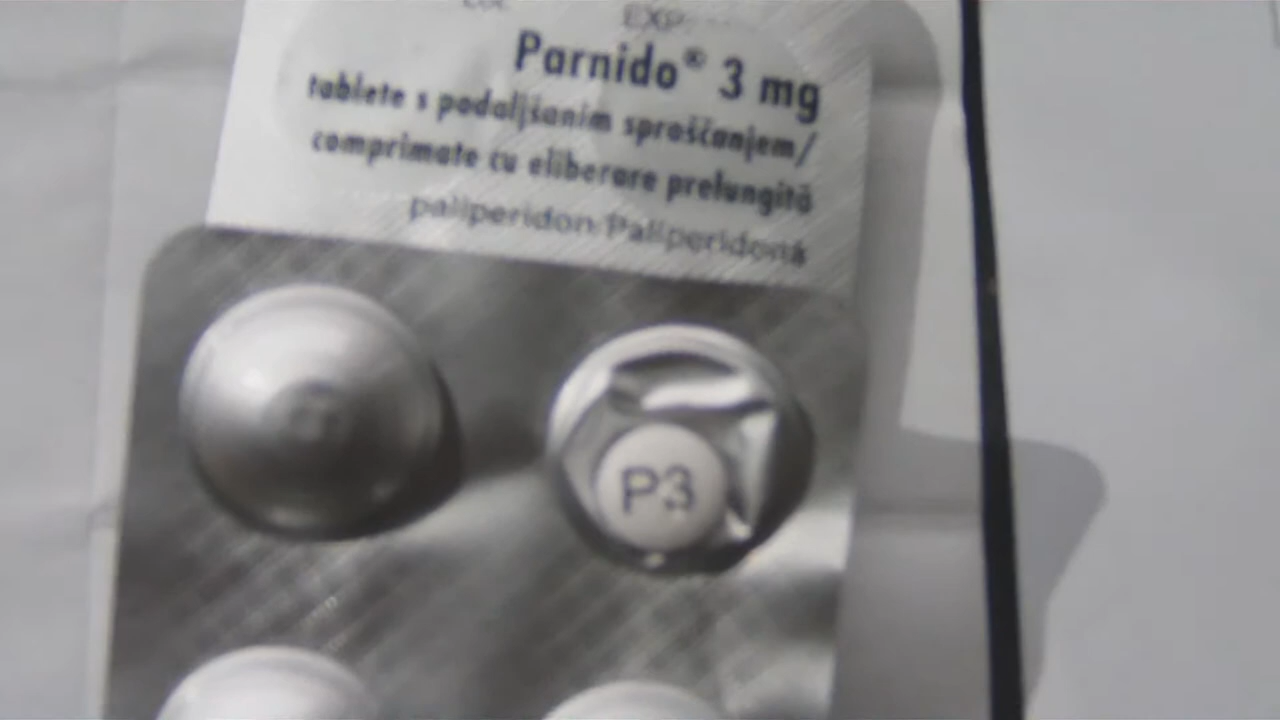 EXP
Parnido® 3 mg
tablete s podaljšanim sproščanjem/
comprimate cu eliberare prelungită
paliperidon/Paliperidonă
P3